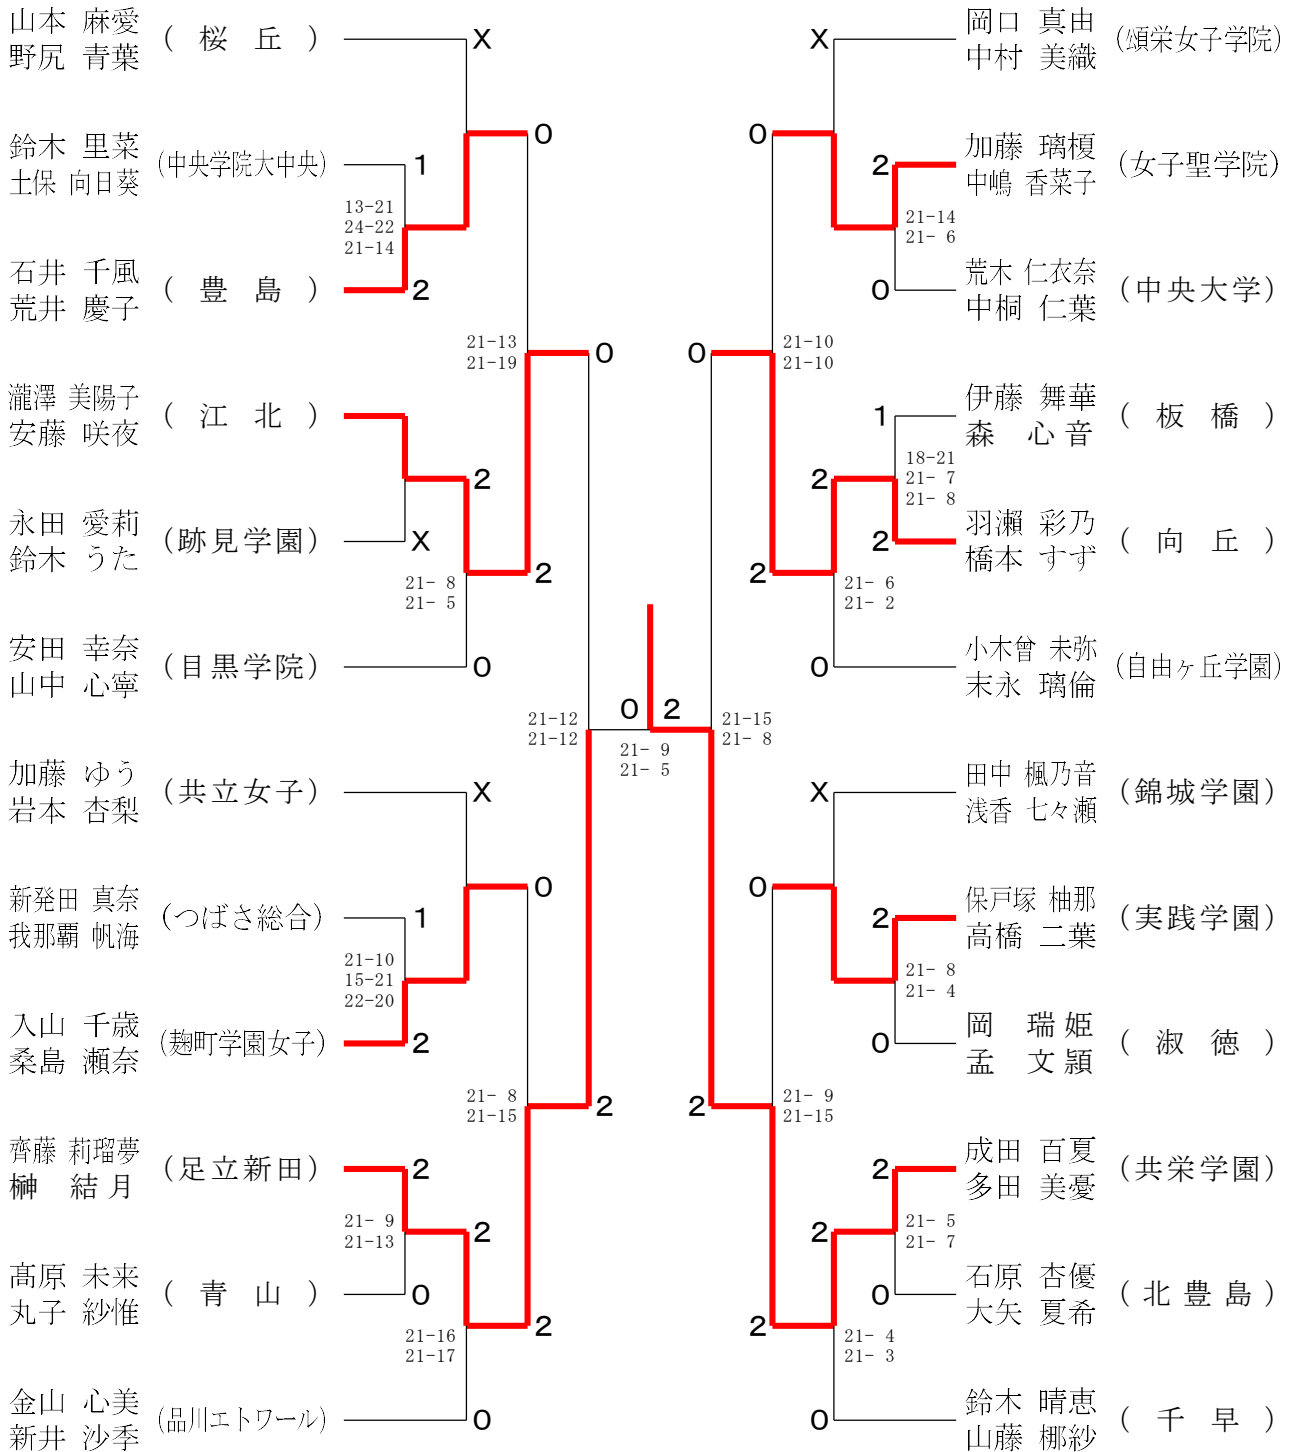 山本 麻愛
野尻 青葉
( 桜 丘 )
X
鈴木 里菜
土保 向日葵
(中央学院大中央)
1
0
13-21
24-22
21-14
石井 千風
荒井 慶子
( 豊 島 )
2
21-13
21-19
0
瀧澤 美陽子
安藤 咲夜
( 江 北 )
2
永田 愛莉
鈴木 うた
(跡見学園)
X
2
21- 8
21- 5
安田 幸奈
山中 心寧
(目黒学院)
0
21-12
21-12
加藤 ゆう
岩本 杏梨
(共立女子)
X
新発田 真奈
我那覇 帆海
(つばさ総合)
1
0
21-10
15-21
22-20
入山 千歳
桑島 瀬奈
(麹町学園女子)
2
21- 8
21-15
2
齊藤 莉瑠夢
榊 結月
(足立新田)
2
21- 9
21-13
2
髙原 未来
丸子 紗惟
( 青 山 )
0
2
21-16
21-17
金山 心美
新井 沙季
(品川エトワール)
0
0 2
21- 9
21- 5
X
岡口 真由
中村 美織
(頌栄女子学院)
0
2
加藤 璃榎
中嶋 香菜子
(女子聖学院)
21-14
21- 6
0
荒木 仁衣奈
中桐 仁葉
(中央大学)
0
21-10
21-10
1
伊藤 舞華
森 心音
( 板 橋 )
18-21
21- 7
21- 8
2
2
羽瀬 彩乃
橋本 すず
( 向 丘 )
2
21- 6
21- 2
0
小木曾 未弥
末永 璃倫
(自由ヶ丘学園)
21-15
21- 8
X
田中 楓乃音
浅香 七々瀬
(錦城学園)
0
2
保戸塚 柚那
高橋 二葉
(実践学園)
21- 8
21- 4
0
岡 瑞姫
孟 文穎
( 淑 徳 )
2
21- 9
21-15
2
成田 百夏
多田 美憂
(共栄学園)
2
21- 5
21- 7
0
石原 杏優
大矢 夏希
(北豊島)
2
21- 4
21- 3
0
鈴木 晴恵
山藤 梛紗
( 千 早 )